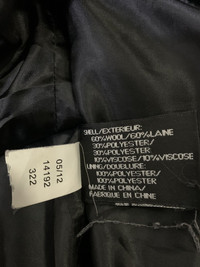 SHELL/EXTERIEUR:
60%WOOL/60%LAINE
30%POLYESTER/
30%POLYESTER
10%VISCOSE/10%VISCOSE
LINING/DOUBLURE:
100%POLYESTER/
100%POLYESTER
MADE IN CHINA/
FABRIQUE EN CHINE
05/12
14192
322